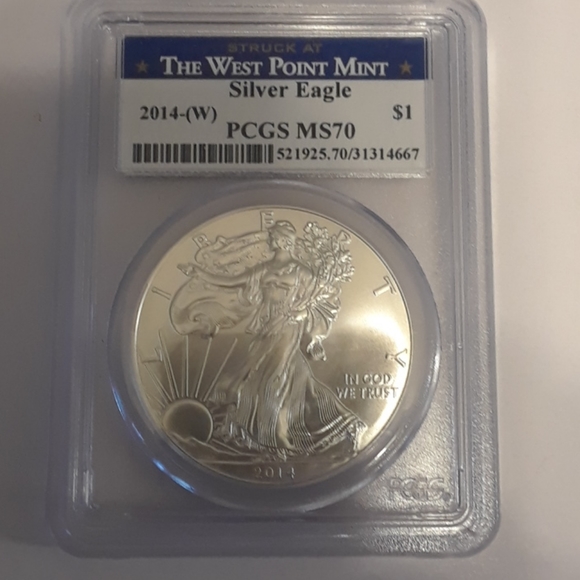 STRUCK AT
THE WEST POINT MINT
Silver Eagle
2014-(W) $1
PCGS MS70
521925.70/31314667
LIBERTY
IN GOD
WE TRUST
2014
PCGS